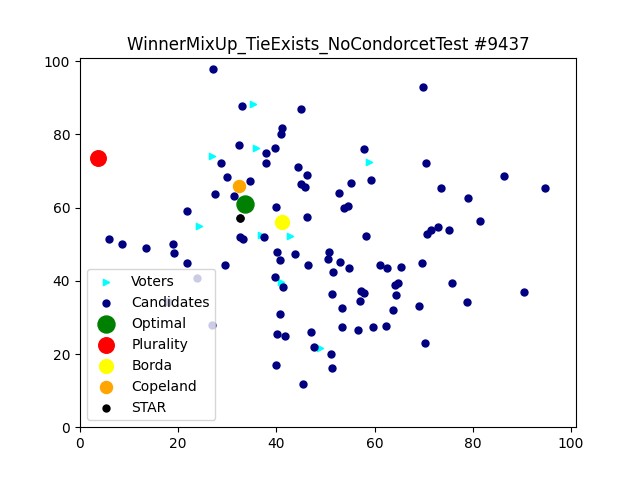 WinnerMixUp_TieExists_NoCondorcetTest #9437
100
80
60
40
20
0
0 20 40 60 80 100
Voters
Candidates
Optimal
Plurality
Borda
Copeland
STAR